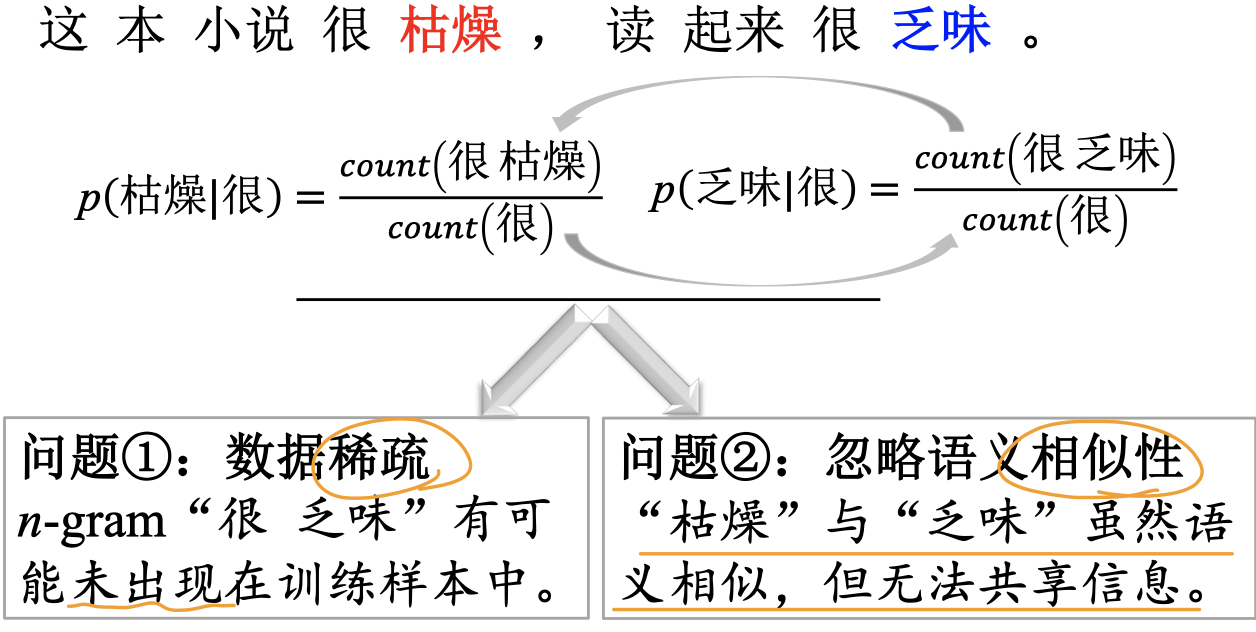 这 本 小说 很 枯燥 , 读 起来 很 乏味 。
p(枯燥|很) = count(很 枯燥) / count(很)
p(乏味|很) = count(很 乏味) / count(很)
问题①：数据稀疏
n-gram“很 乏味”有可
能未出现在训练样本中。
问题②：忽略语义相似性
“枯燥”与“乏味”虽然语
义相似，但无法共享信息。